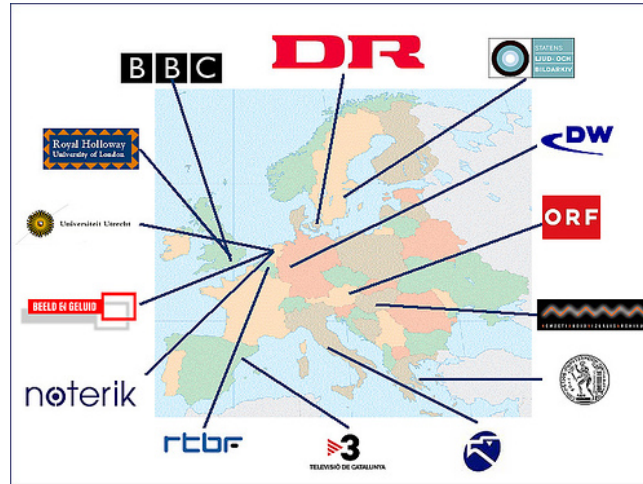 BBC
DR
STATENS
LJUD- OCH
BILDARKIV
Royal Holloway
University of London
DW
Universiteit Utrecht
ORF
BEELD EN GELUID
noterik
rtbf
3
TELEVISIÓ DE CATALUNYA